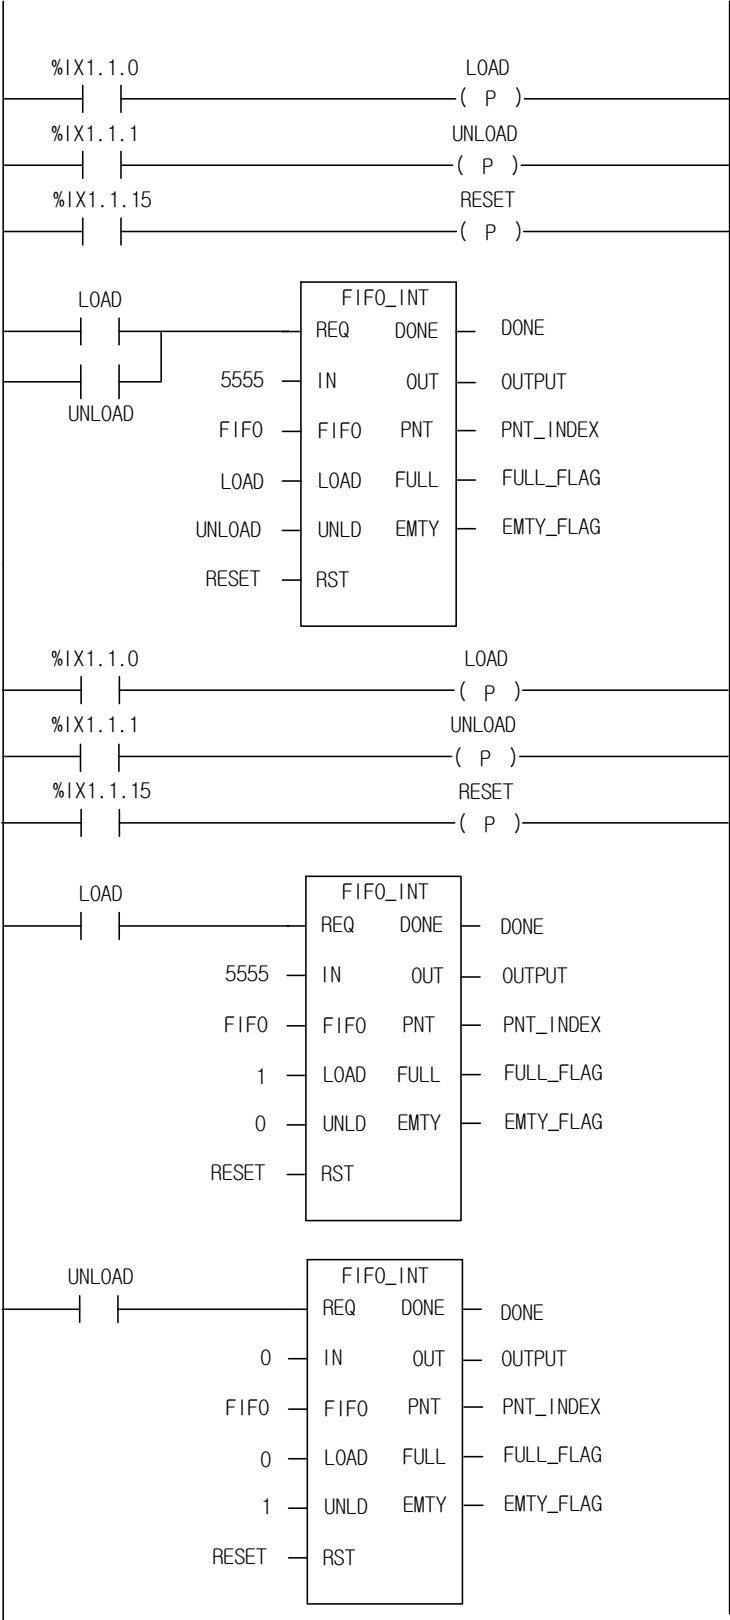 %IX1.1.0 LOAD
( P )
%IX1.1.1 UNLOAD
( P )
%IX1.1.15 RESET
( P )
LOAD FIFO_INT
REQ DONE DONE
5555 IN OUT OUTPUT
UNLOAD
FIFO FIFO PNT PNT_INDEX
LOAD LOAD FULL FULL_FLAG
UNLOAD UNLD EMTY EMTY_FLAG
RESET RST
%IX1.1.0 LOAD
( P )
%IX1.1.1 UNLOAD
( P )
%IX1.1.15 RESET
( P )
LOAD FIFO_INT
REQ DONE DONE
5555 IN OUT OUTPUT
FIFO FIFO PNT PNT_INDEX
1 LOAD FULL FULL_FLAG
0 UNLD EMTY EMTY_FLAG
RESET RST
UNLOAD FIFO_INT
REQ DONE DONE
0 IN OUT OUTPUT
FIFO FIFO PNT PNT_INDEX
0 LOAD FULL FULL_FLAG
1 UNLD EMTY EMTY_FLAG
RESET RST